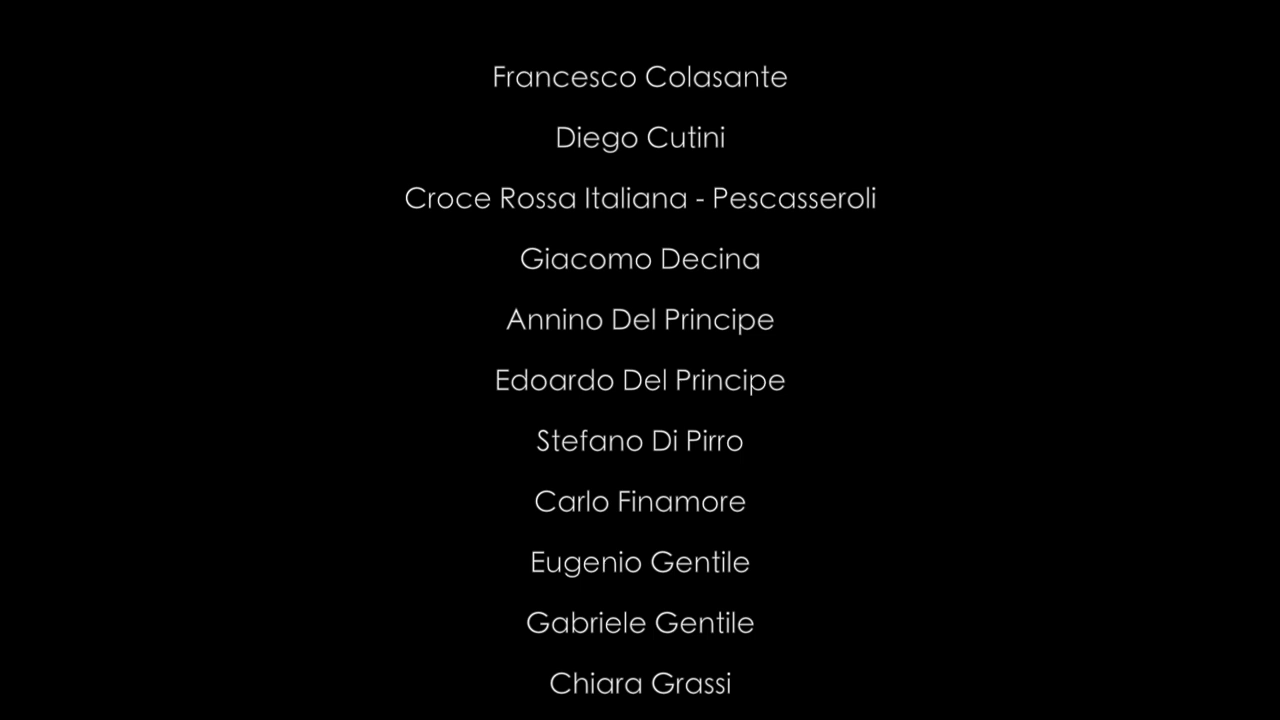 Francesco Colasante
Diego Cutini
Croce Rossa Italiana - Pescasseroli
Giacomo Decina
Annino Del Principe
Edoardo Del Principe
Stefano Di Pirro
Carlo Finamore
Eugenio Gentile
Gabriele Gentile
Chiara Grassi